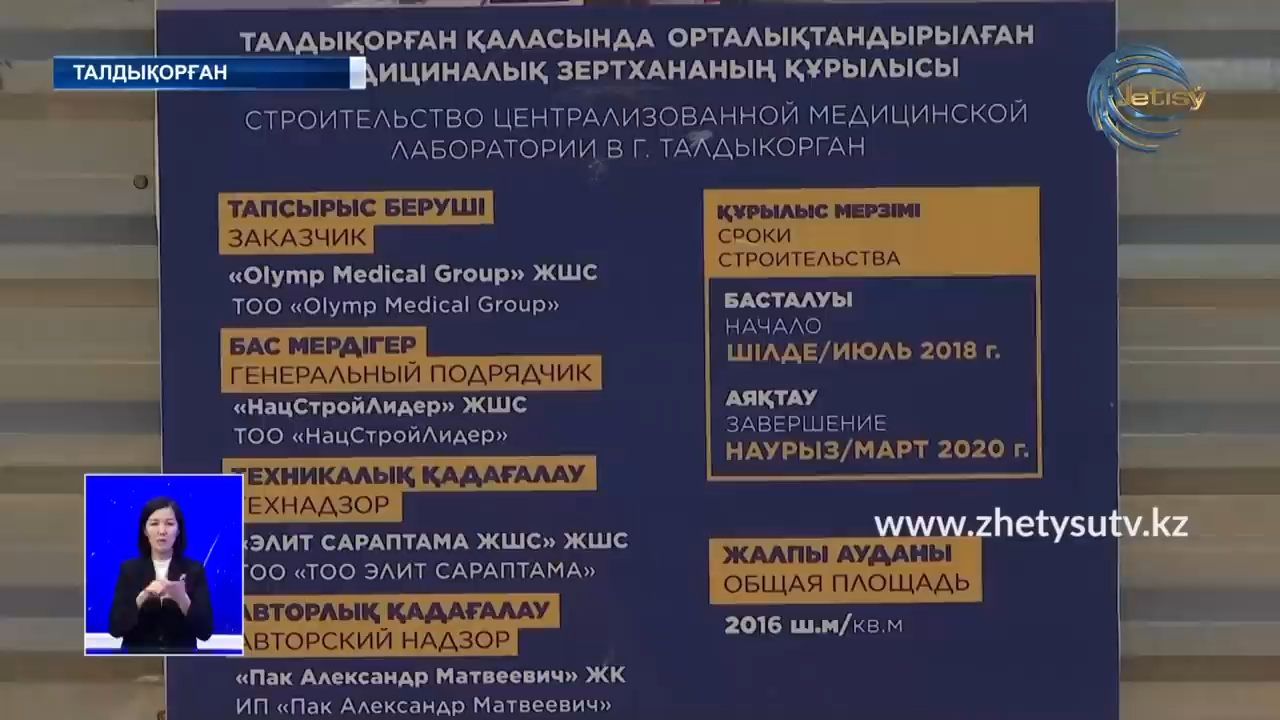 ТАЛДЫҚОРҒАН ҚАЛАСЫНДА ОРТАЛЫҚТАНДЫРЫЛҒАН
ТАЛДЫҚОРҒАН
ДИЦИНАЛЫҚ ЗЕРТХАНАНЫҢ ҚҰРЫЛЫСЫ
Jetisý
СТРОИТЕЛЬСТВО ЦЕНТРАЛИЗОВАННОЙ МЕДИЦИНСКОЙ
ЛАБОРАТОРИИ В Г. ТАЛДЫКОРГАН
ТАПСЫРЫС БЕРУШІ
ЗАКАЗЧИК
«Olymp Medical Group» ЖШС
ТОО «Olymp Medical Group»
БАС МЕРДІГЕР
ГЕНЕРАЛЬНЫЙ ПОДРЯДЧИК
«НацСтройЛидер» ЖШС
ТОО «НацСтройЛидер»
ТЕХНИКАЛЫҚ ҚАДАҒАЛАУ
ТЕХНАДЗОР
«ЭЛИТ САРАПТАМА ЖШС» ЖШС
ТОО «ТОО ЭЛИТ САРАПТАМА»
АВТОРЛЫҚ ҚАДАҒАЛАУ
АВТОРСКИЙ НАДЗОР
«Пак Александр Матвеевич» ЖК
ИП «Пак Александр Матвеевич»
ҚҰРЫЛЫС МЕРЗІМІ
СРОКИ
СТРОИТЕЛЬСТВА
БАСТАЛУЫ
НАЧАЛО
ШІЛДЕ/ИЮЛЬ 2018 г.
АЯҚТАУ
ЗАВЕРШЕНИЕ
НАУРЫЗ/МАРТ 2020 г.
www.zhetysutv.kz
ЖАЛПЫ АУДАНЫ
ОБЩАЯ ПЛОЩАДЬ
2016 ш.м/кв.м